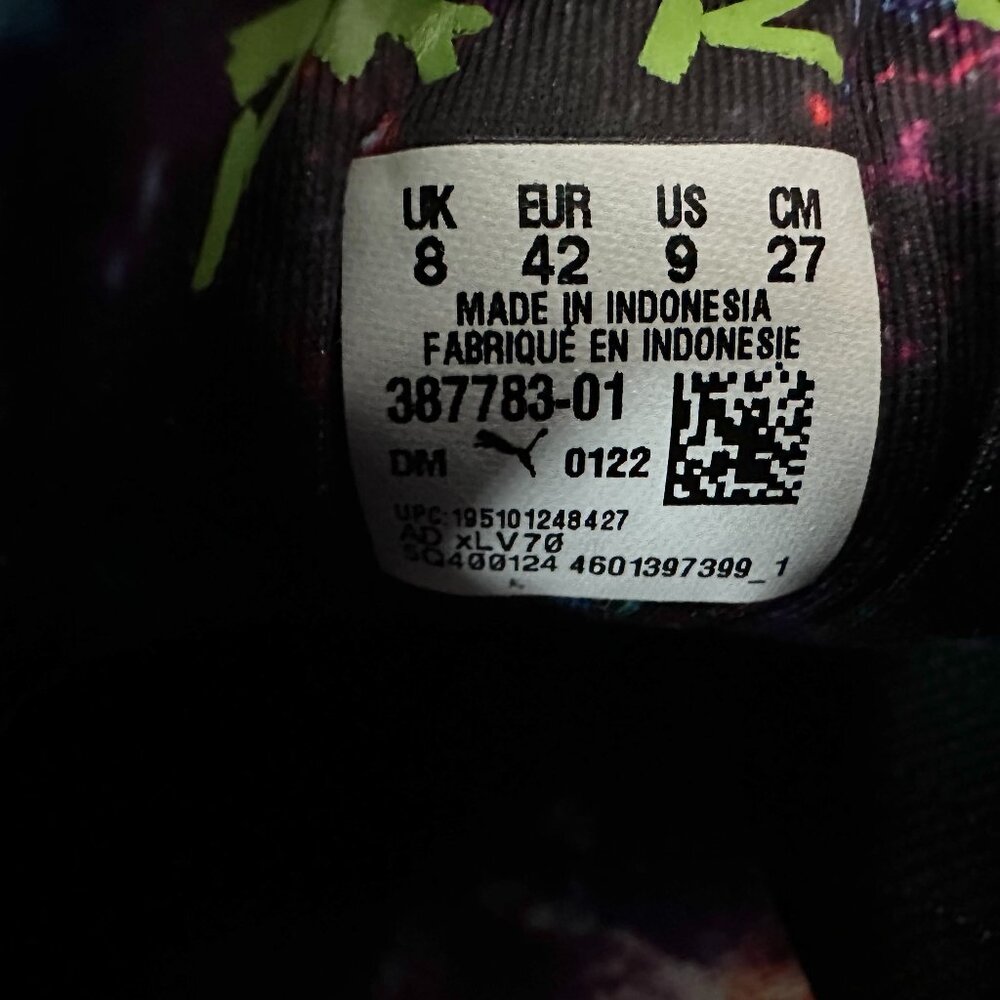 UK EUR US CM
8 42 9 27
MADE IN INDONESIA
FABRIQUÉ EN INDONESIE
387783-01
DM 0122
UPC:195101248427
AD xLV70
SQ400124 4601397399_1